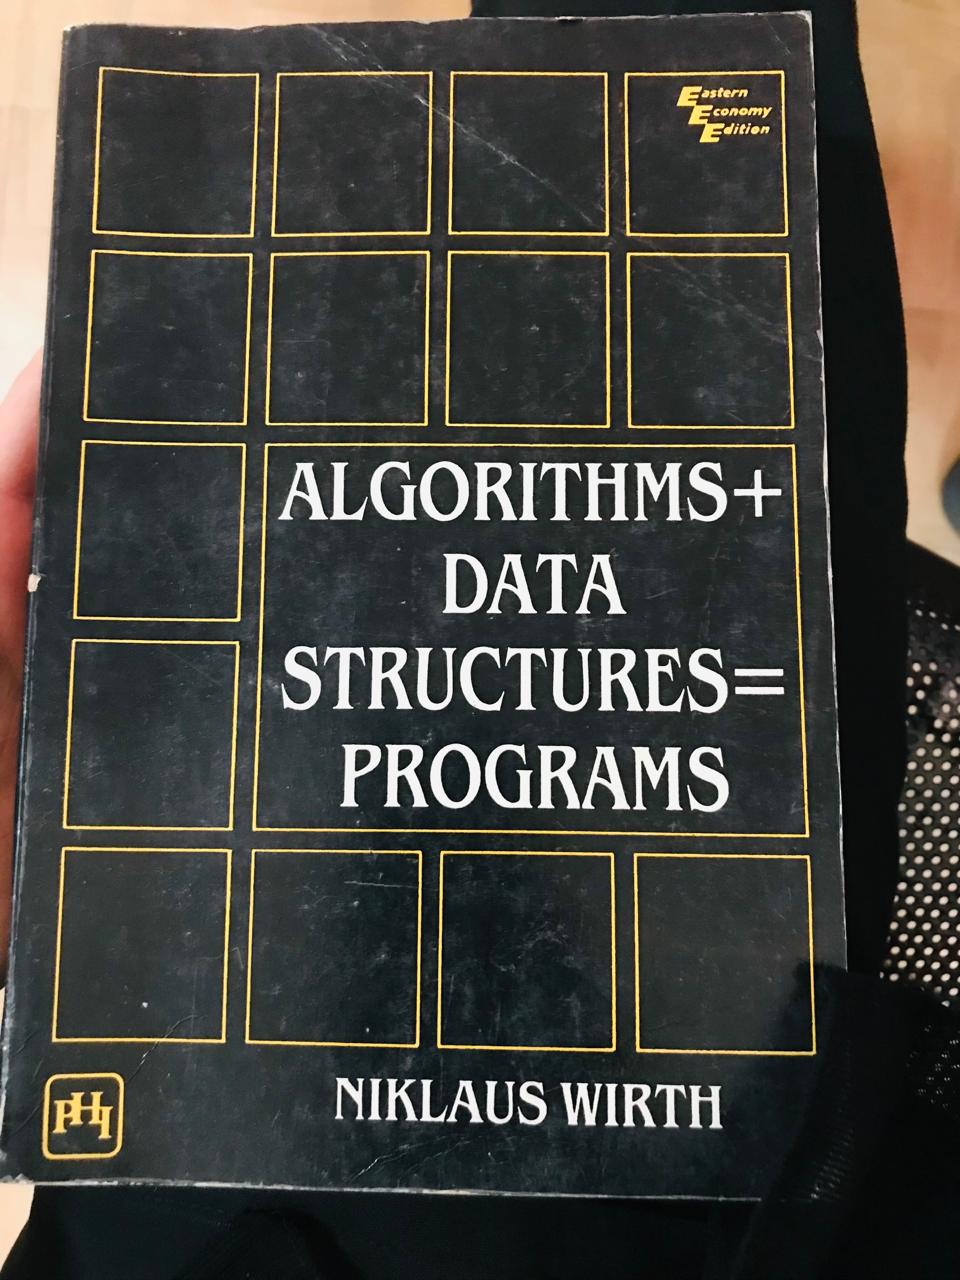 Eastern
Economy
Edition
ALGORITHMS+
DATA
STRUCTURES=
PROGRAMS
NIKLAUS WIRTH
PHI